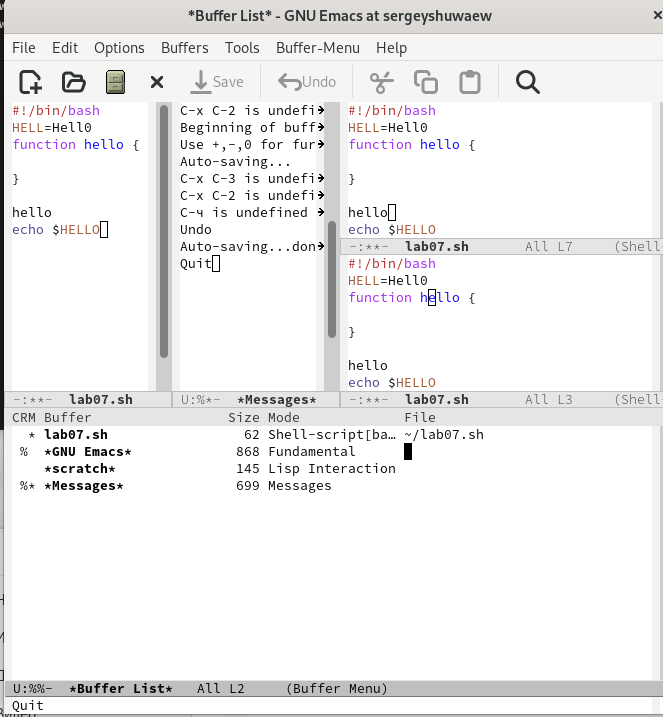 *Buffer List* - GNU Emacs at sergeyshuwaew
File Edit Options Buffers Tools Buffer-Menu Help
Save Undo
#!/bin/bash
HELL=Hell0
function hello {
}
hello
echo $HELLO
-:**- lab07.sh
C-x C-2 is undefi
Beginning of buff
Use +,-,0 for fur
Auto-saving...
C-x C-3 is undefi
C-x C-2 is undefi
C-ч is undefined
Undo
Auto-saving...don
Quit
U:%*- *Messages*
#!/bin/bash
HELL=Hell0
function hello {
}
hello
echo $HELLO
-:**- lab07.sh All L7 (Shell-
#!/bin/bash
HELL=Hell0
function hello {
}
hello
echo $HELLO
-:**- lab07.sh All L3 (Shell-
CRM Buffer Size Mode File
* lab07.sh 62 Shell-script[ba… ~/lab07.sh
% *GNU Emacs* 868 Fundamental
*scratch* 145 Lisp Interaction
%* *Messages* 699 Messages
U:%%- *Buffer List* All L2 (Buffer Menu)
Quit